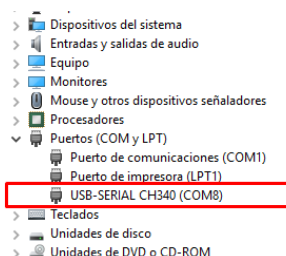 Dispositivos del sistema
Entradas y salidas de audio
Equipo
Monitores
Mouse y otros dispositivos señaladores
Procesadores
Puertos (COM y LPT)
Puerto de comunicaciones (COM1)
Puerto de impresora (LPT1)
USB-SERIAL CH340 (COM8)
Teclados
Unidades de disco
Unidades de DVD o CD-ROM